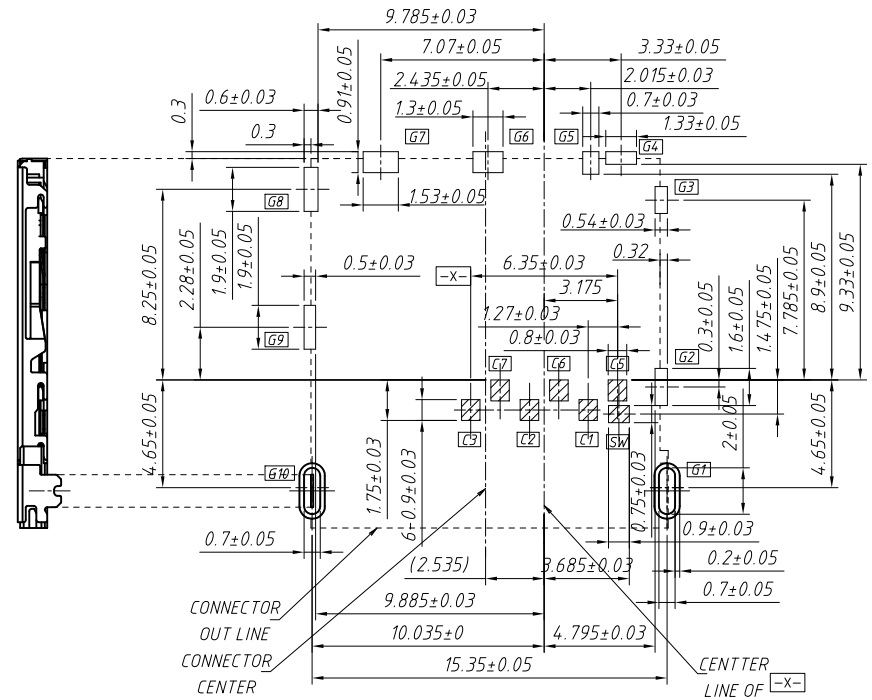 9.785±0.03
7.07±0.05
3.33±0.05
2.435±0.05
2.015±0.03
0.6±0.03
0.91±0.05
1.3±0.05
0.7±0.03
0.3
1.33±0.05
0.3
G7
G6
G5
G4
G8
1.53±0.05
G3
0.54±0.03
0.32
0.5±0.03
6.35±0.03
-X-
3.175
8.25±0.05
2.28±0.05
1.9±0.05
1.9±0.05
1.27±0.03
0.3±0.05
1.6±0.05
1.475±0.05
7.785±0.05
8.9±0.05
9.33±0.05
G9
0.8±0.03
C7
C6
C5
G2
C3
C2
C1
SW
4.65±0.05
1.75±0.03
6-0.9±0.03
0.75±0.03
2±0.05
4.65±0.05
G10
G1
0.7±0.05
0.9±0.03
0.2±0.05
(2.535)
3.685±0.03
0.7±0.05
CONNECTOR
OUT LINE
9.885±0.03
10.035±0
4.795±0.03
CONNECTOR
CENTER
15.35±0.05
CENTTER
LINE OF -X-